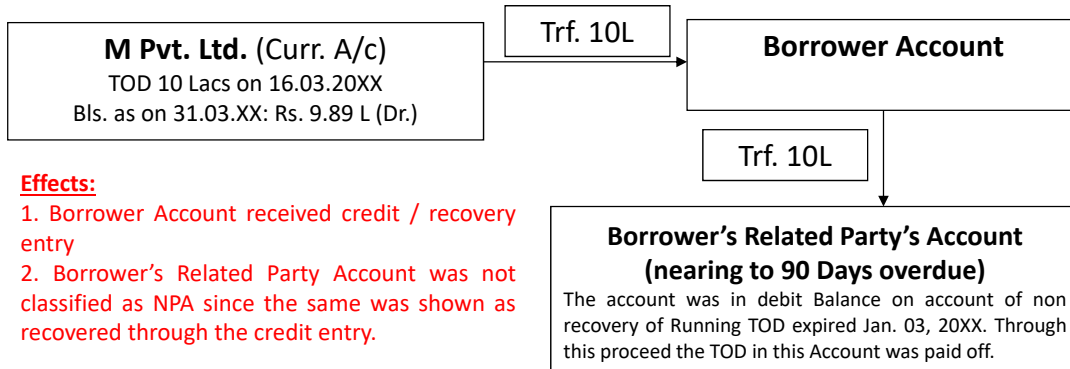 M Pvt. Ltd. (Curr. A/c)
TOD 10 Lacs on 16.03.20XX
Bls. as on 31.03.XX: Rs. 9.89 L (Dr.)
Trf. 10L
Borrower Account
Trf. 10L
Effects:
1. Borrower Account received credit / recovery
entry
2. Borrower's Related Party Account was not
classified as NPA since the same was shown as
recovered through the credit entry.
Borrower's Related Party's Account
(nearing to 90 Days overdue)
The account was in debit Balance on account of non
recovery of Running TOD expired Jan. 03, 20XX. Through
this proceed the TOD in this Account was paid off.